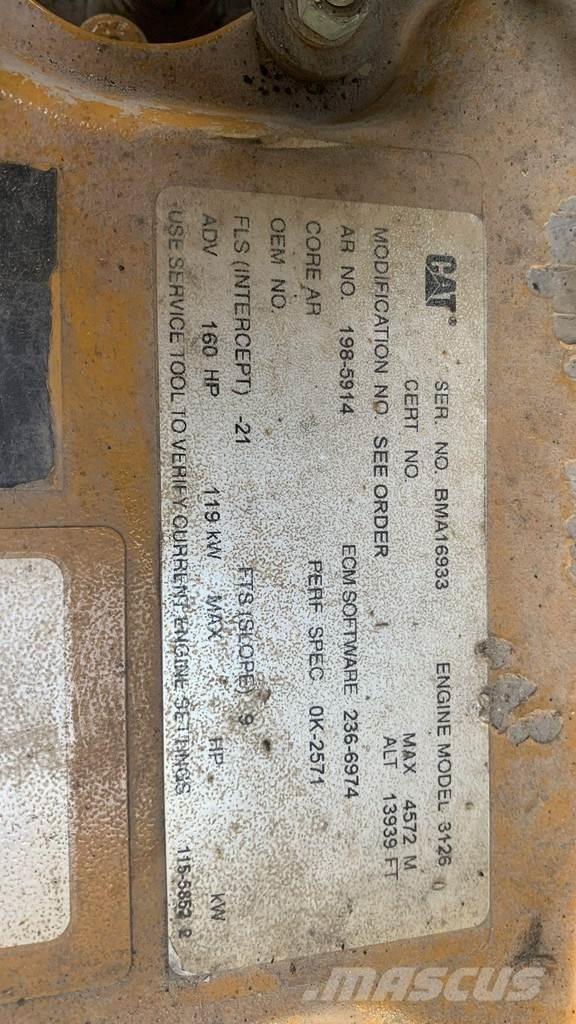 CAT® SER. NO. BMA16933 ENGINE MODEL 3126
CERT NO. MAX 4572 M
MODIFICATION NO SEE ORDER ALT 13939 FT
AR NO. 198-5914 ECM SOFTWARE 236-6974
CORE AR PERF SPEC 0K-2571
OEM NO.
FLS (INTERCEPT) -21 FTS (SLOPE) 9
ADV 160 HP 119 kW MAX HP kW
USE SERVICE TOOL TO VERIFY CURRENT ENGINE SETTINGS 115-5852 2
MASCUS